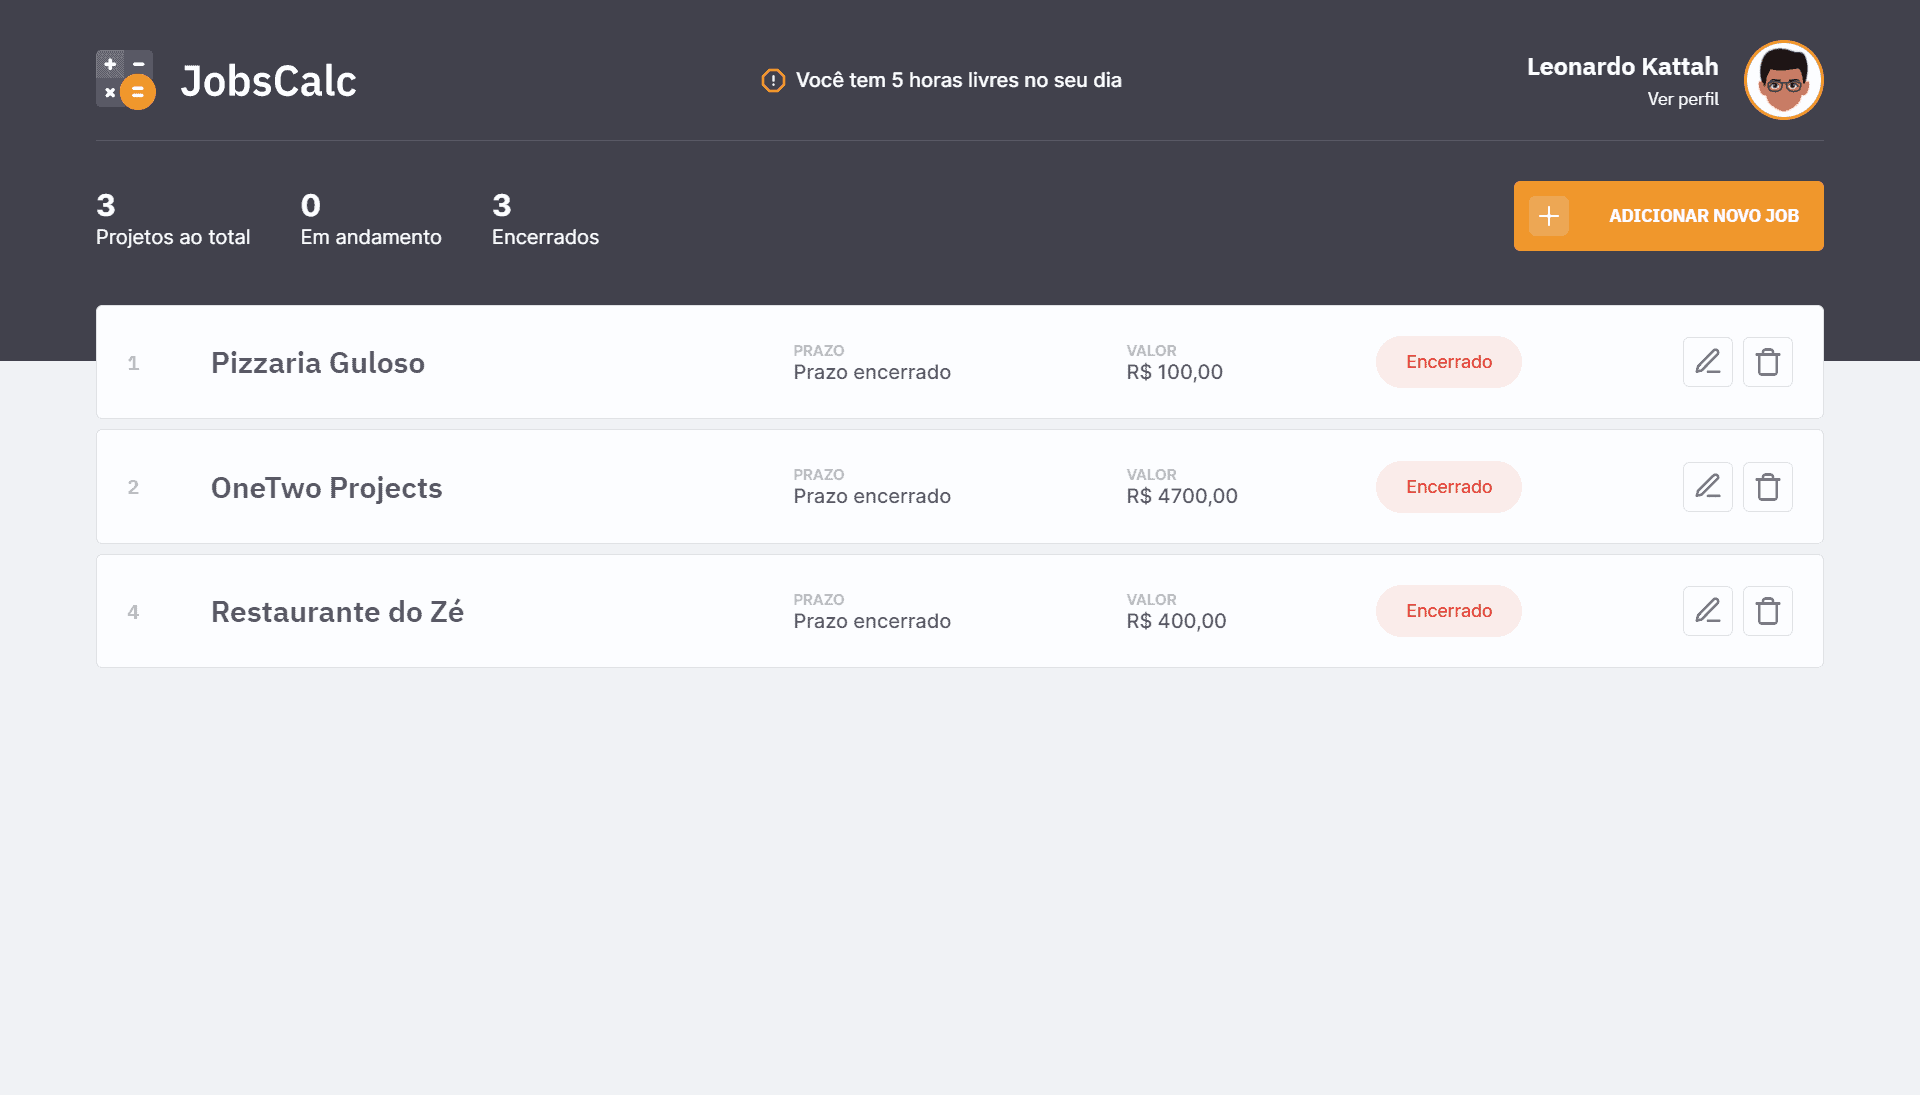 JobsCalc
Você tem 5 horas livres no seu dia
Leonardo Kattah
Ver perfil
3
Projetos ao total
0
Em andamento
3
Encerrados
ADICIONAR NOVO JOB
1
Pizzaria Guloso
PRAZO
Prazo encerrado
VALOR
R$ 100,00
Encerrado
2
OneTwo Projects
PRAZO
Prazo encerrado
VALOR
R$ 4700,00
Encerrado
4
Restaurante do Zé
PRAZO
Prazo encerrado
VALOR
R$ 400,00
Encerrado